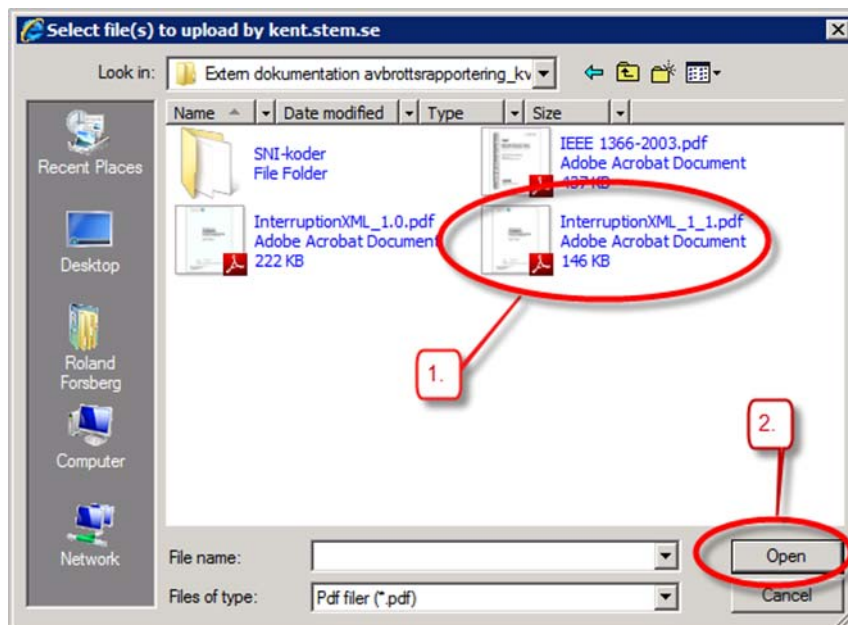 Select file(s) to upload by kent.stem.se
Look in:
Extern dokumentation avbrottsrapportering_kv
Name
Date modified
Type
Size
Recent Places
Desktop
Roland
Forsberg
Computer
Network
SNI-koder
File Folder
IEEE 1366-2003.pdf
Adobe Acrobat Document
437 KB
InterruptionXML_1.0.pdf
Adobe Acrobat Document
222 KB
InterruptionXML_1_1.pdf
Adobe Acrobat Document
146 KB
1.
2.
File name:
Open
Files of type:
Pdf filer (*.pdf)
Cancel